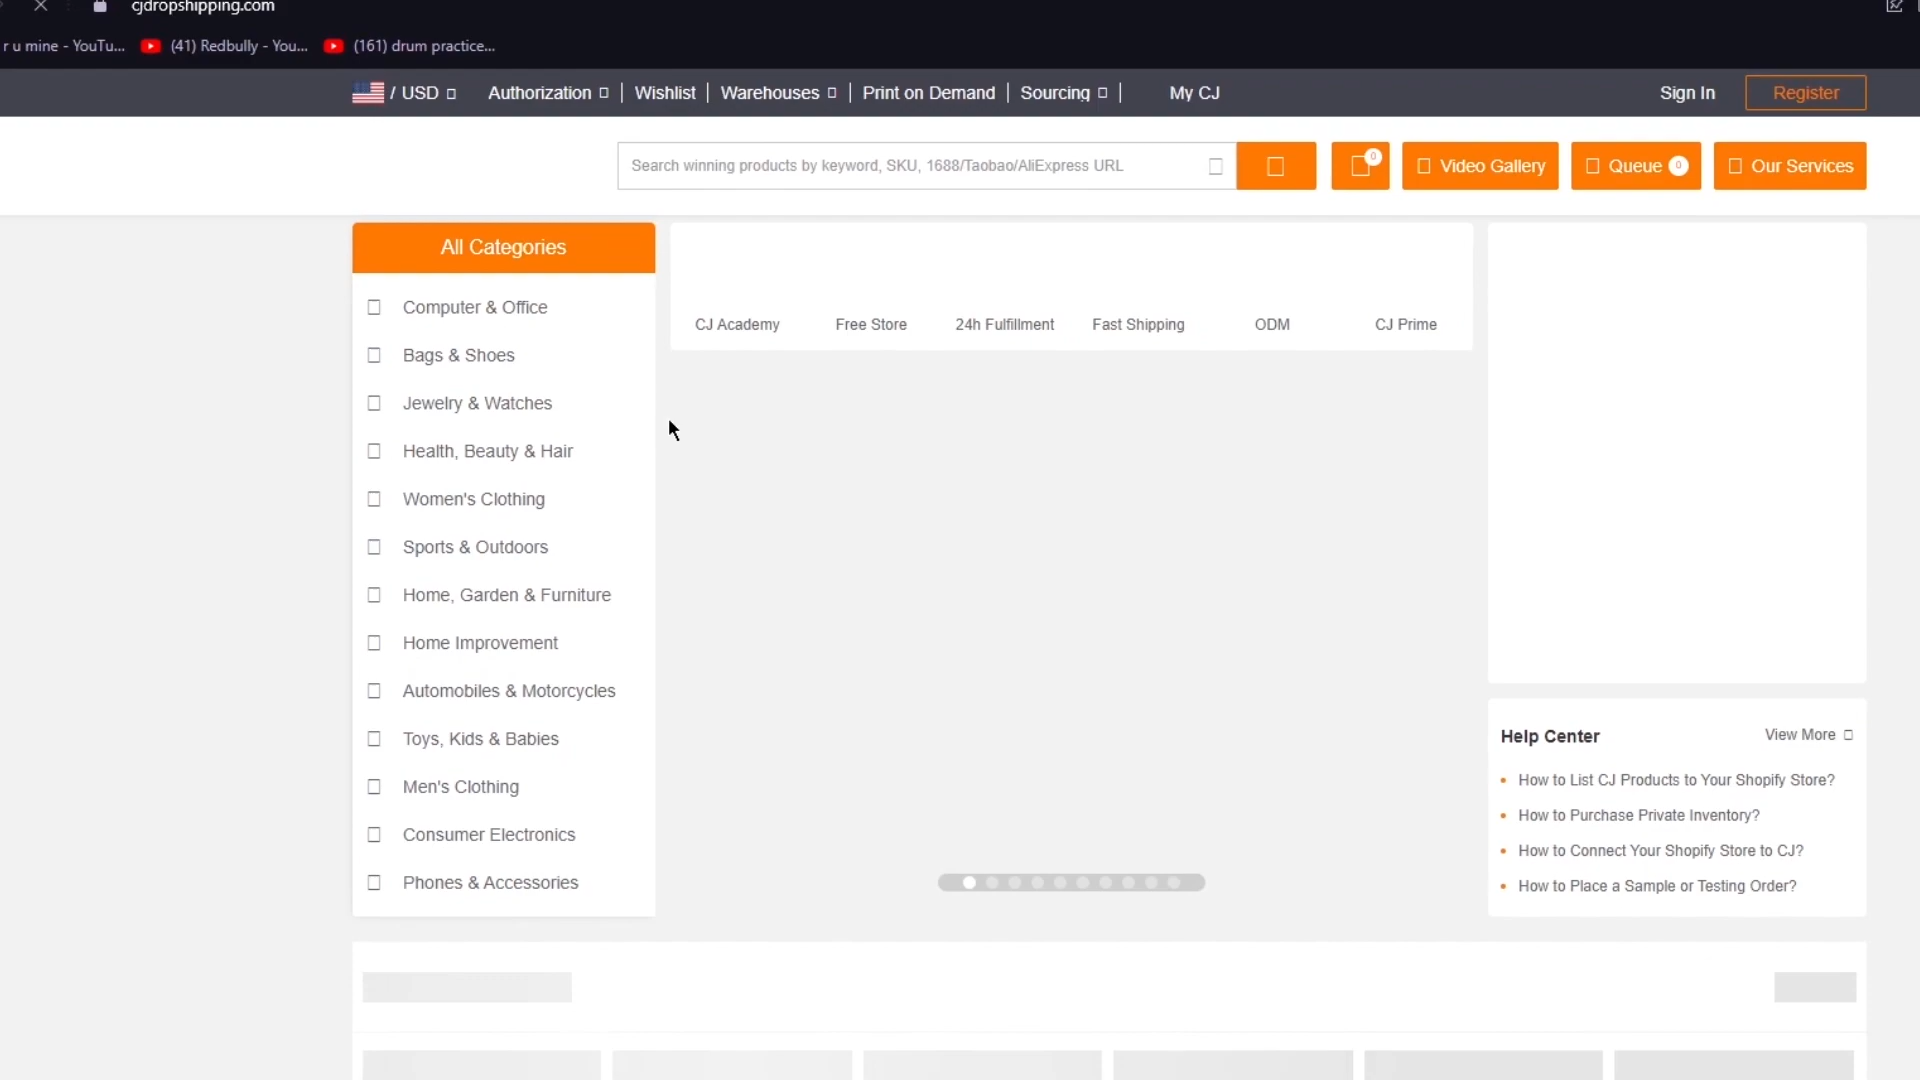 cjdropshipping.com
r u mine - YouTu... (41) Redbully - You... (161) drum practice...
/ USD Authorization Wishlist Warehouses Print on Demand Sourcing My CJ Sign In Register
Search winning products by keyword, SKU, 1688/Taobao/AliExpress URL 0 Video Gallery Queue 0 Our Services
All Categories
Computer & Office
Bags & Shoes
Jewelry & Watches
Health, Beauty & Hair
Women's Clothing
Sports & Outdoors
Home, Garden & Furniture
Home Improvement
Automobiles & Motorcycles
Toys, Kids & Babies
Men's Clothing
Consumer Electronics
Phones & Accessories
CJ Academy Free Store 24h Fulfillment Fast Shipping ODM CJ Prime
Help Center View More
How to List CJ Products to Your Shopify Store?
How to Purchase Private Inventory?
How to Connect Your Shopify Store to CJ?
How to Place a Sample or Testing Order?